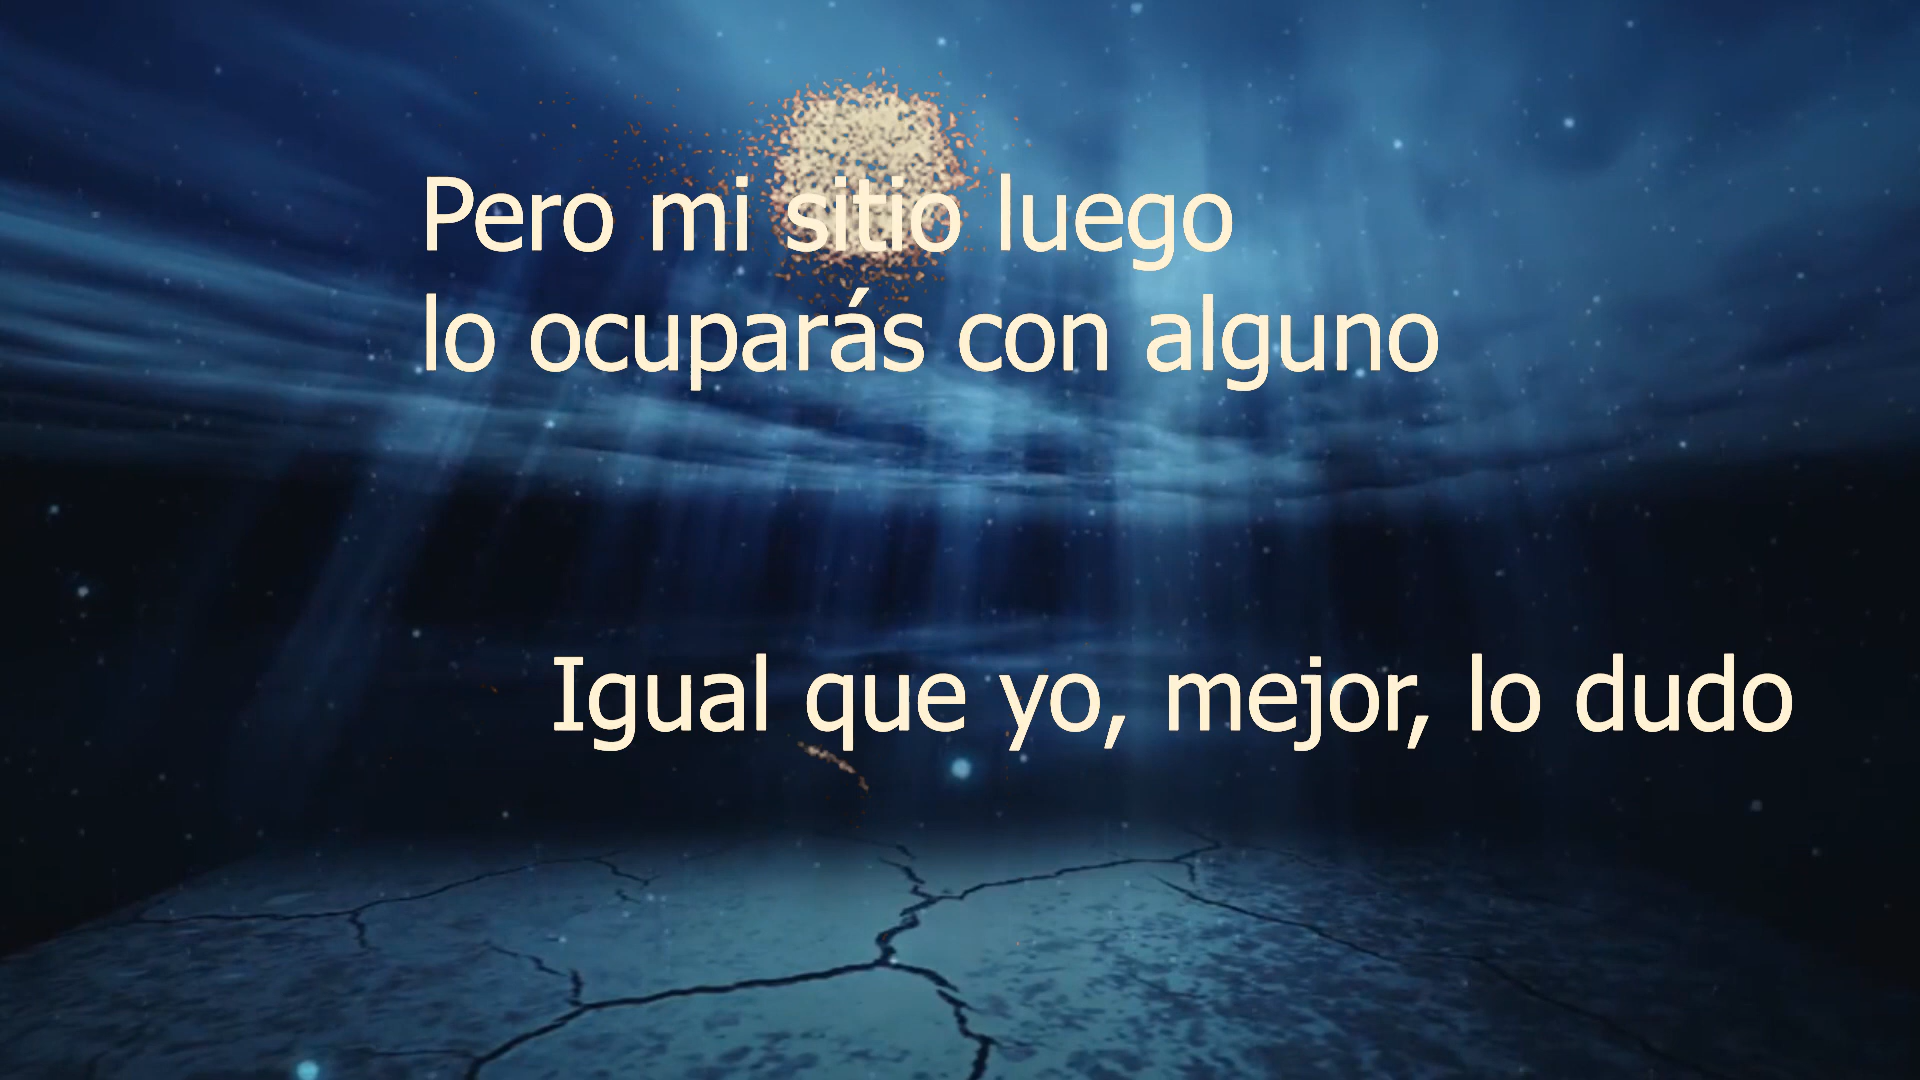 Pero mi sitio luego
lo ocuparás con alguno
Igual que yo, mejor, lo dudo